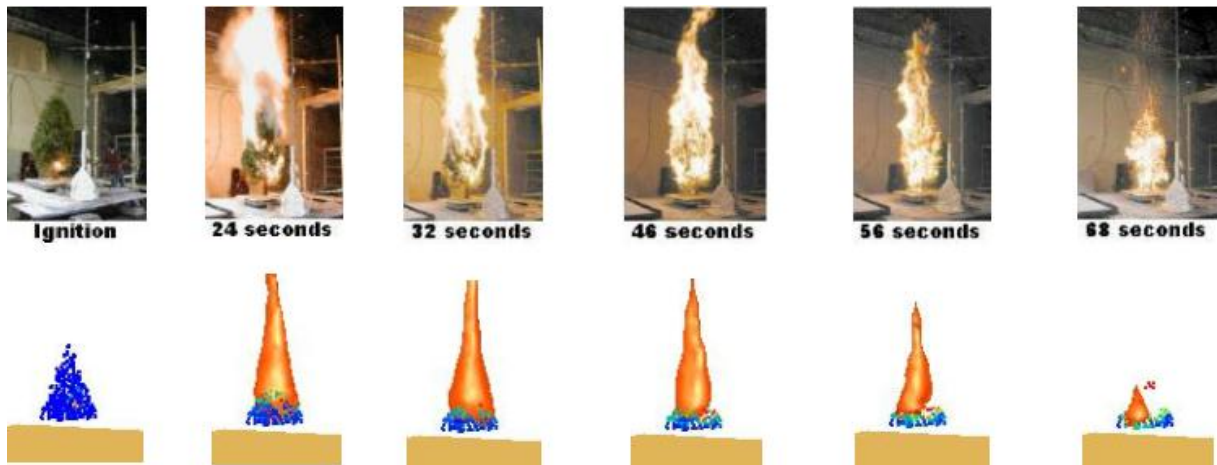 Ignition
24 seconds
32 seconds
46 seconds
56 seconds
68 seconds